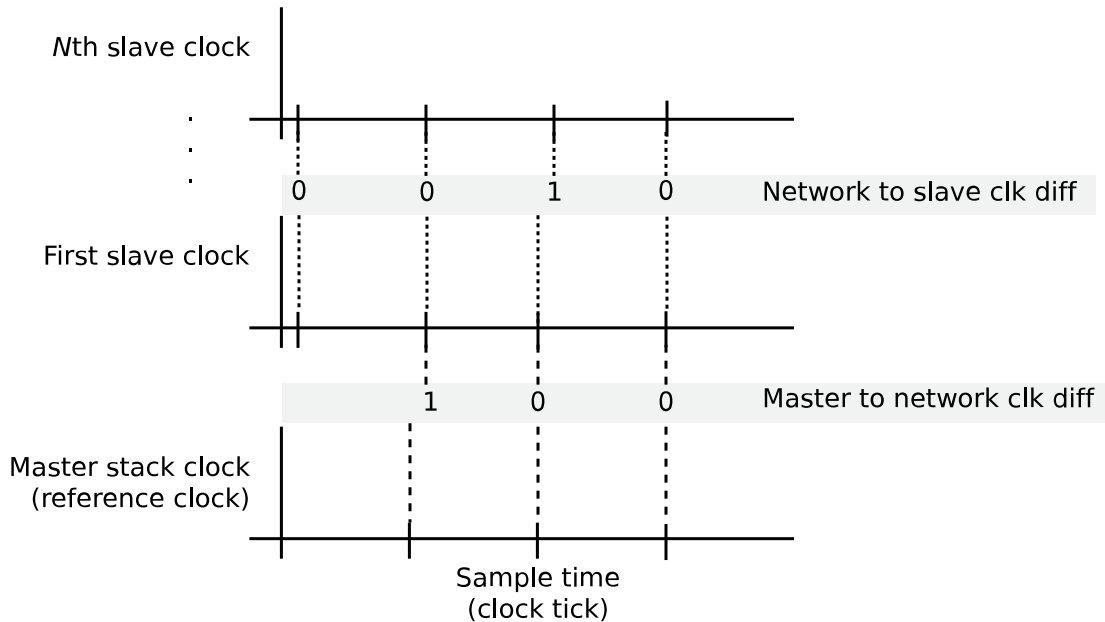 Nth slave clock
.
.
.
0 0 1 0 Network to slave clk diff
First slave clock
1 0 0 Master to network clk diff
Master stack clock
(reference clock)
Sample time
(clock tick)